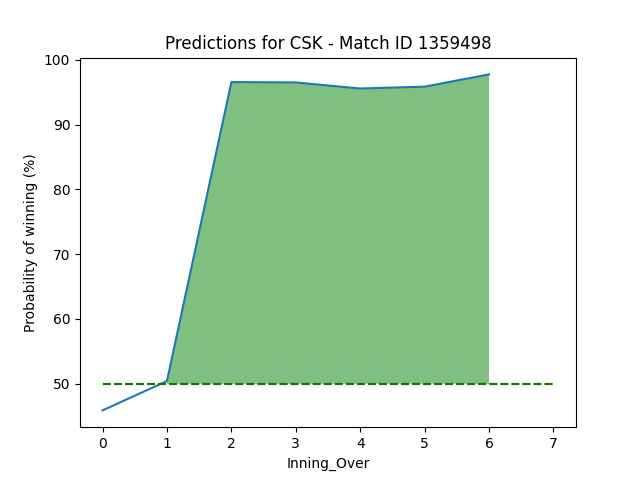 Predictions for CSK - Match ID 1359498
100
90
80
70
60
50
Probability of winning (%)
0 1 2 3 4 5 6 7
Inning_Over